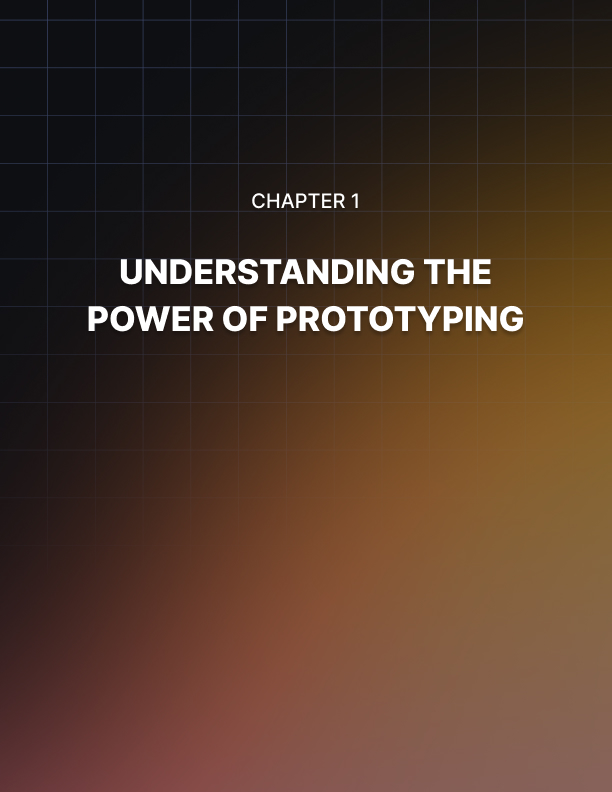 CHAPTER 1
UNDERSTANDING THE
POWER OF PROTOTYPING